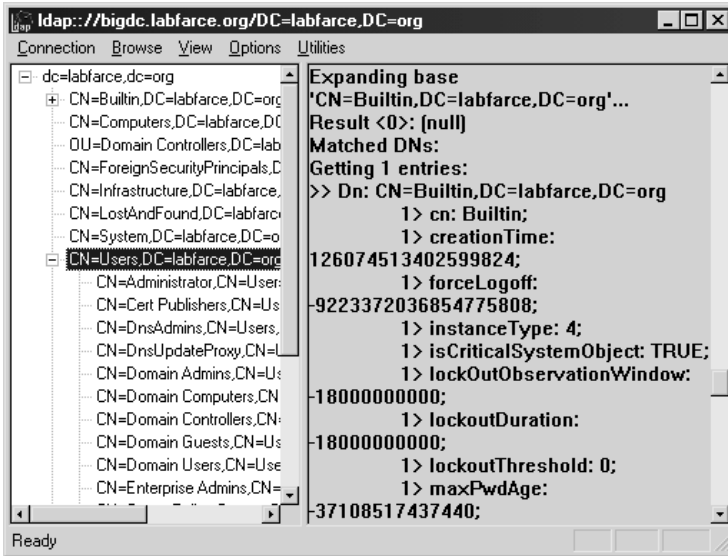 ldap ldap::://bigdc.labfarce.org/DC=labfarce,DC=org
Connection Browse View Options Utilities
dc=labfarce,dc=org
CN=Builtin,DC=labfarce,DC=org
CN=Computers,DC=labfarce,DC
OU=Domain Controllers,DC=lab
CN=ForeignSecurityPrincipals,D
CN=Infrastructure,DC=labfarce,
CN=LostAndFound,DC=labfarc
CN=System,DC=labfarce,DC=o
CN=Users,DC=labfarce,DC=org
CN=Administrator,CN=User
CN=Cert Publishers,CN=Us
CN=DnsAdmins,CN=Users,
CN=DnsUpdateProxy,CN=U
CN=Domain Admins,CN=Us
CN=Domain Computers,CN
CN=Domain Controllers,CN
CN=Domain Guests,CN=Us
CN=Domain Users,CN=Use
CN=Enterprise Admins,CN=
Expanding base
'CN=Builtin,DC=labfarce,DC=org'...
Result <0>: (null)
Matched DNs:
Getting 1 entries:
>> Dn: CN=Builtin,DC=labfarce,DC=org
1> cn: Builtin;
1> creationTime:
126074513402599824;
1> forceLogoff:
-9223372036854775808;
1> instanceType: 4;
1> isCriticalSystemObject: TRUE;
1> lockOutObservationWindow:
-18000000000;
1> lockoutDuration:
-18000000000;
1> lockoutThreshold: 0;
1> maxPwdAge:
-37108517437440;
Ready